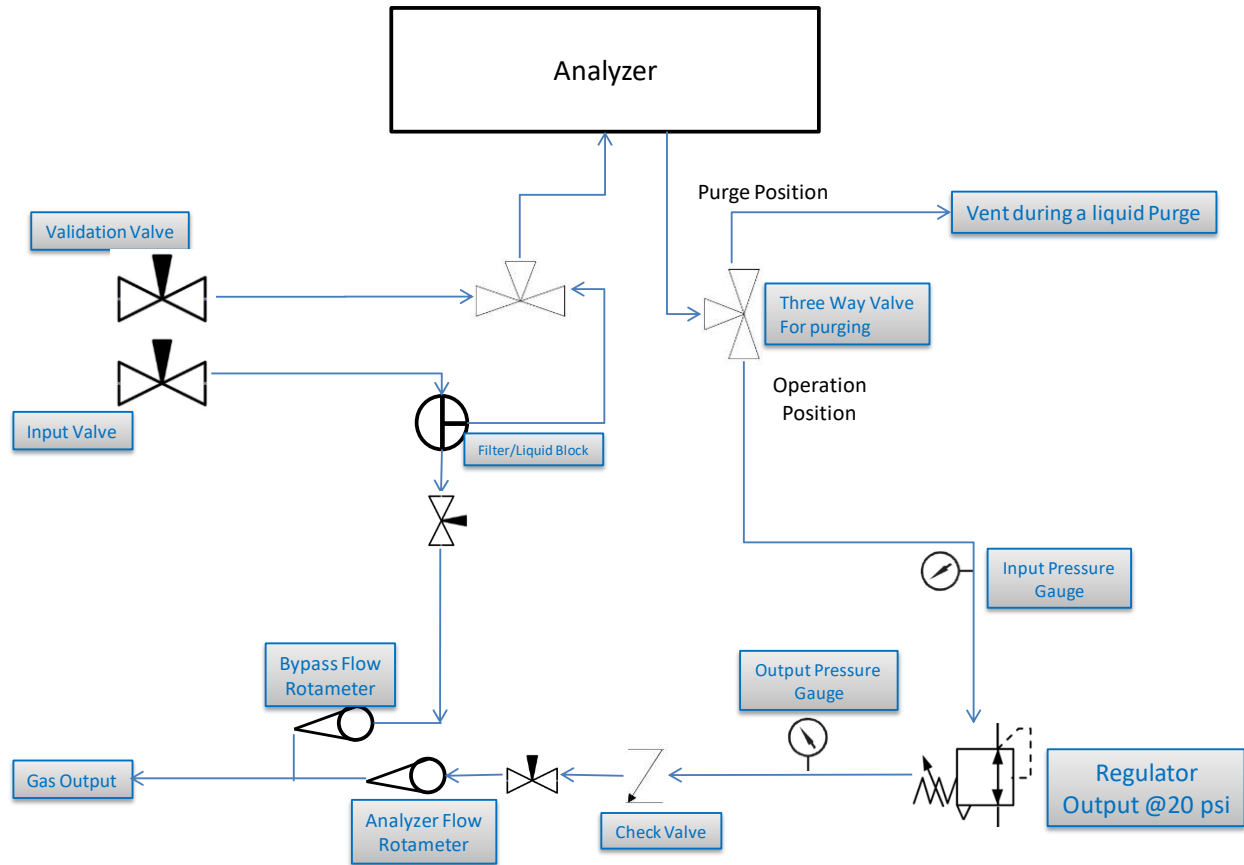 Analyzer
Purge Position
Vent during a liquid Purge
Validation Valve
Three Way Valve
For purging
Operation
Position
Input Valve
Filter/Liquid Block
Input Pressure
Gauge
Bypass Flow
Rotameter
Output Pressure
Gauge
Gas Output
Regulator
Output @20 psi
Analyzer Flow
Rotameter
Check Valve